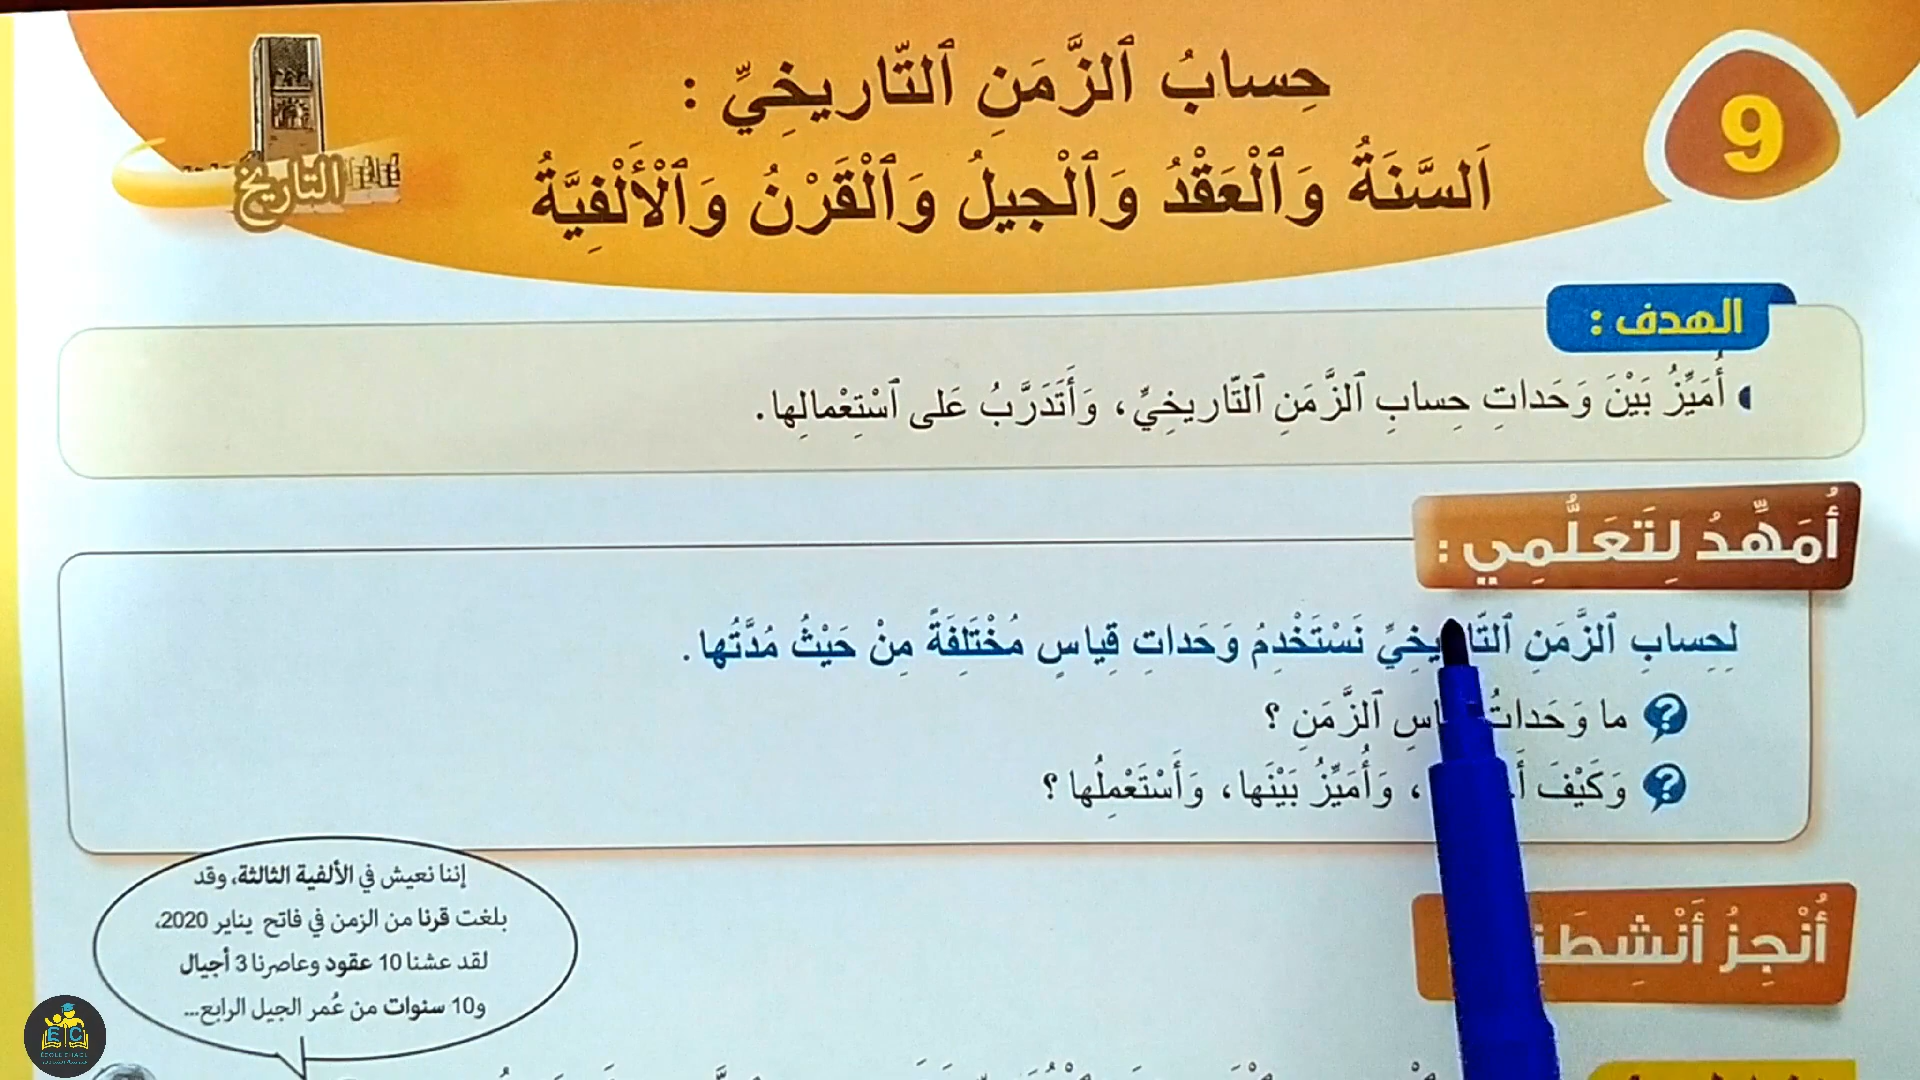 حِسابُ ٱلزَّمَنِ ٱلتّاريخِيِّ :
9
اَلسَّنَةُ وَٱلْعَقْدُ وَٱلْجيلُ وَٱلْقَرْنُ وَٱلْأَلْفِيَّةُ
التاريخ
الهدف :
أُمَيِّزُ بَيْنَ وَحَداتِ حِسابِ ٱلزَّمَنِ ٱلتّاريخِيِّ، وَأَتَدَرَّبُ عَلى ٱسْتِعْمالِها.
أُمَهِّدُ لِتَعَلُّمِي :
لِحِسابِ ٱلزَّمَنِ ٱلتّاريخِيِّ نَسْتَخْدِمُ وَحَداتِ قِياسٍ مُخْتَلِفَةً مِنْ حَيْثُ مُدَّتُها.
ما وَحَداتُ قِياسِ ٱلزَّمَنِ ؟
وَكَيْفَ ، وَأُمَيِّزُ بَيْنَها، وَأَسْتَعْمِلُها ؟
إننا نعيش في الألفية الثالثة، وقد
بلغت قرنا من الزمن في فاتح يناير 2020،
لقد عشنا 10 عقود وعاصرنا 3 أجيال
و10 سنوات من عُمر الجيل الرابع...
أُنْجِزُ
EC